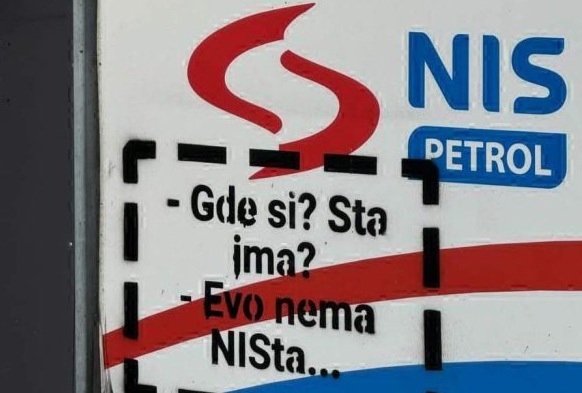 NIS
PETROL
- Gde si? Sta
ima?
- Evo nema
NISta...